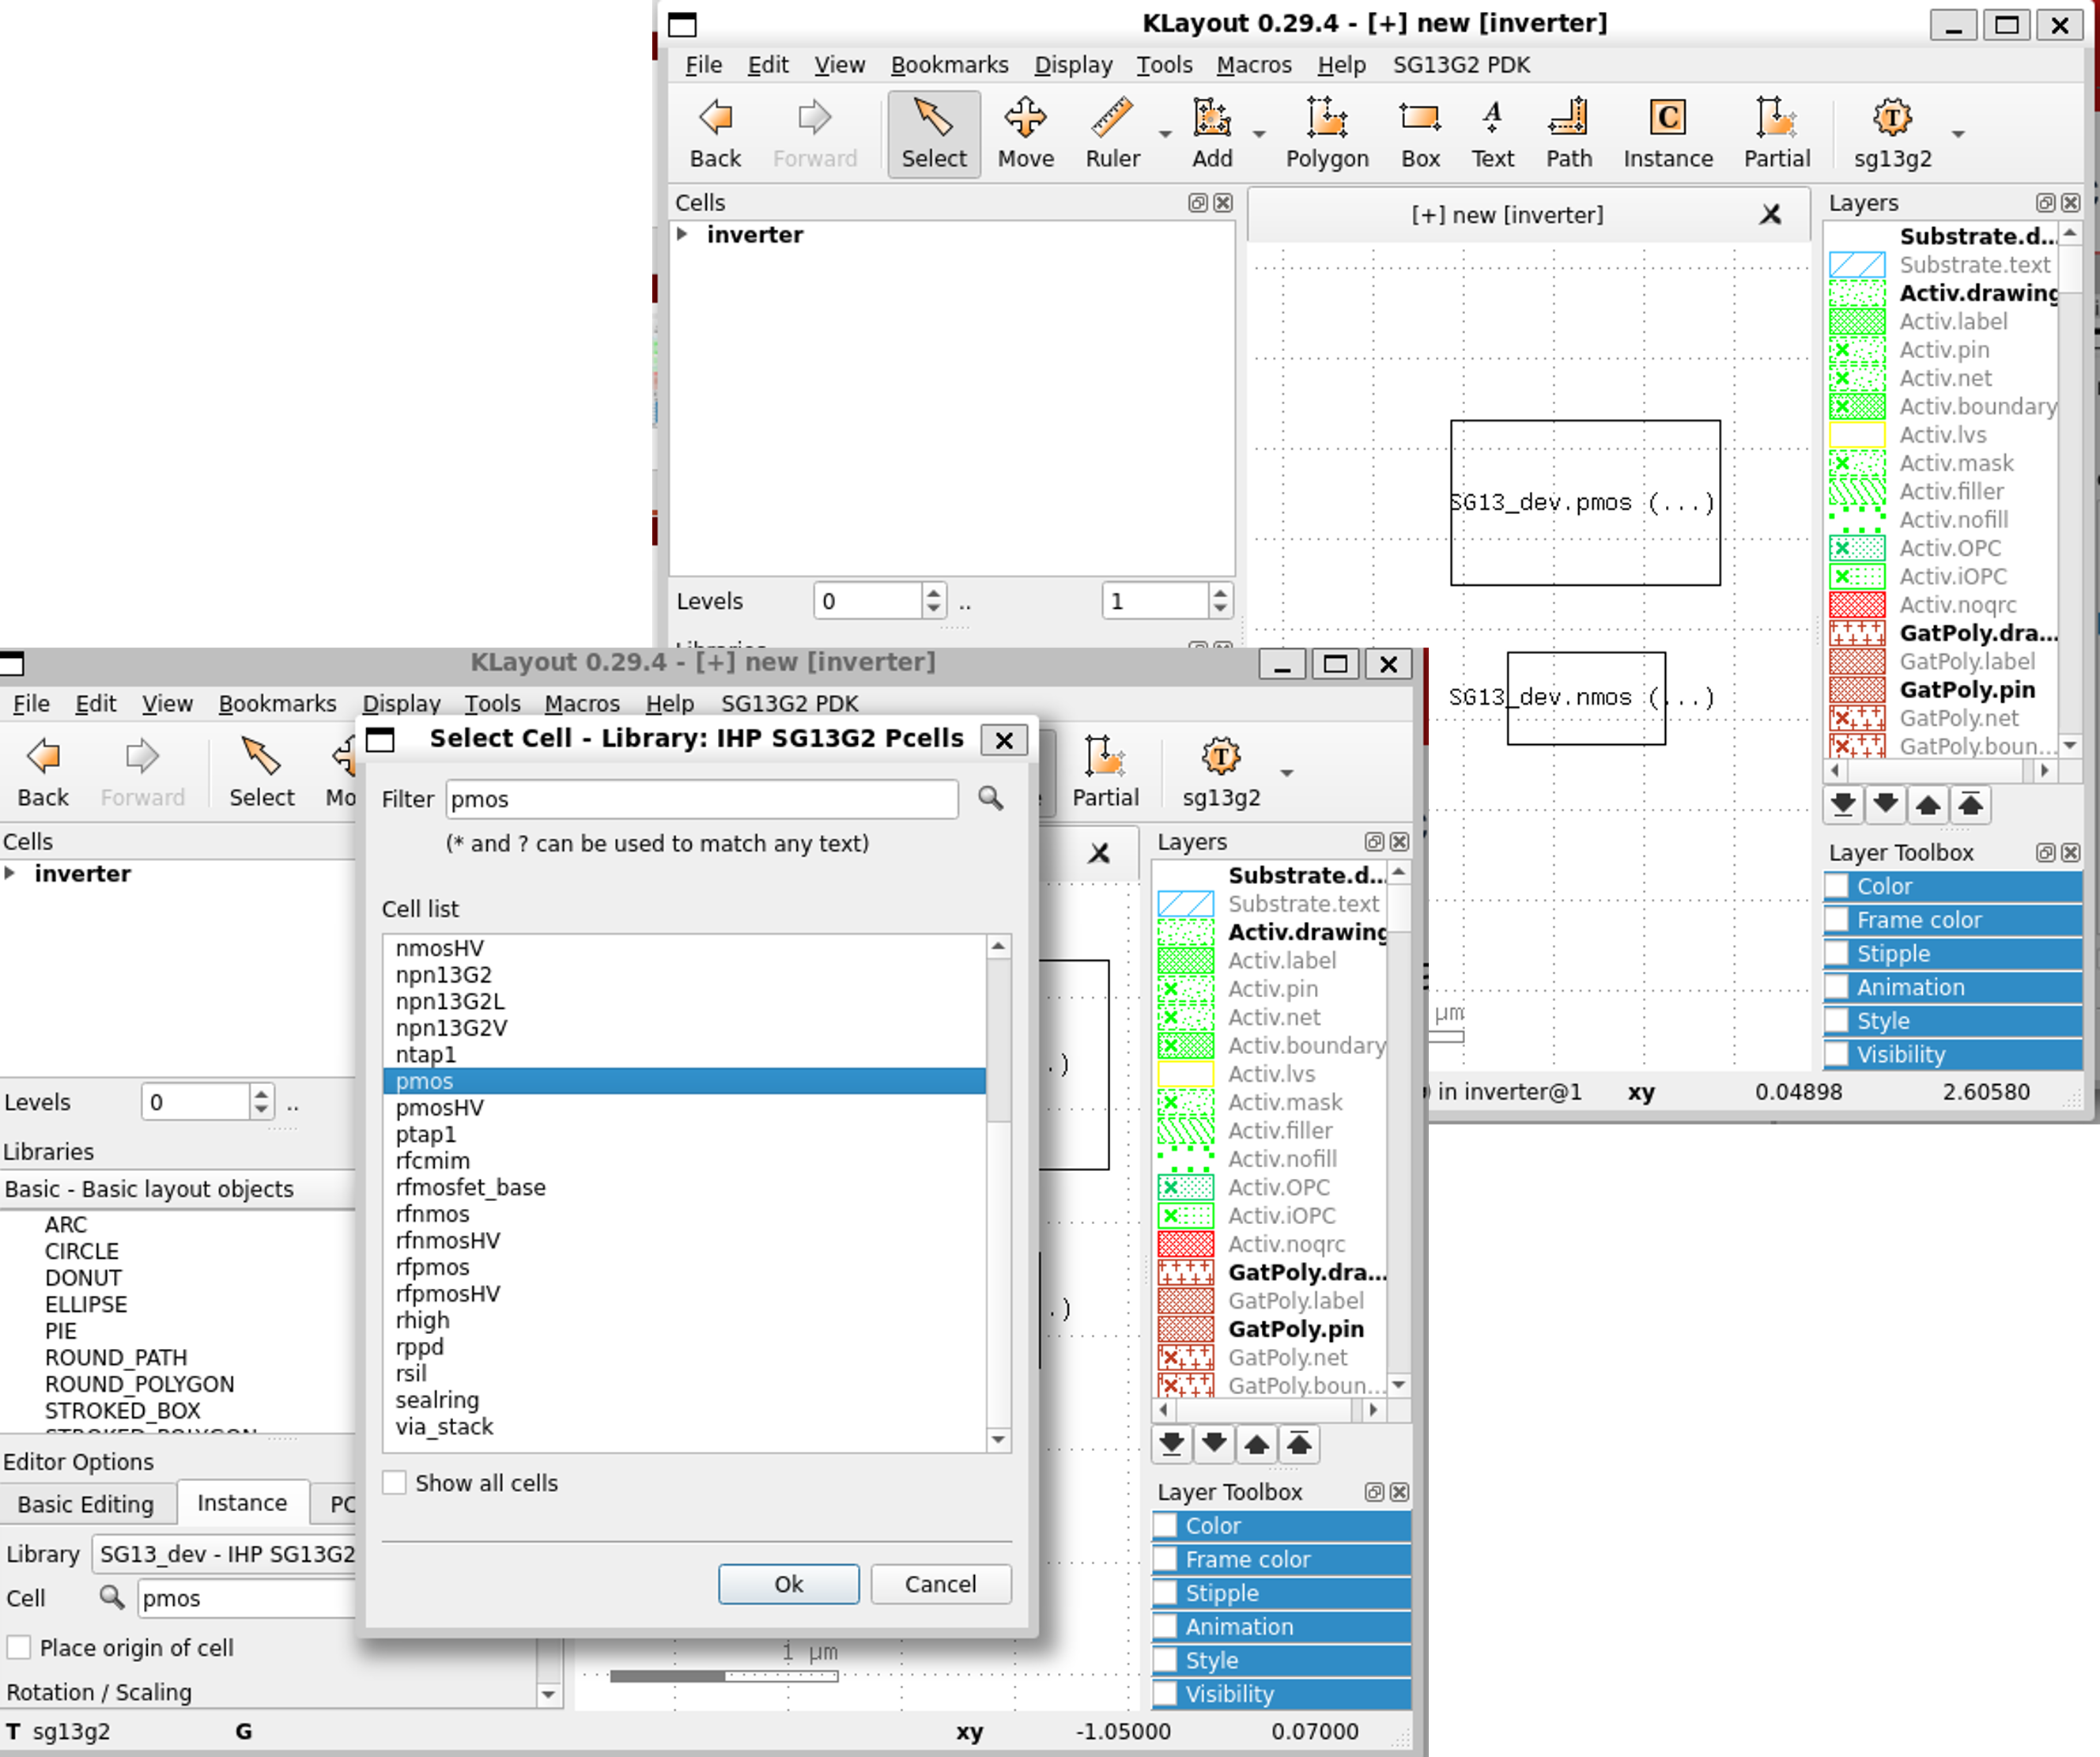 KLayout 0.29.4 - [+] new [inverter]
File Edit View Bookmarks Display Tools Macros Help SG13G2 PDK
Back Forward Select Move Ruler Add Polygon Box Text Path Instance Partial sg13g2
Cells
inverter
Levels 0 .. 1
[+] new [inverter]
SG13_dev.pmos (...)
SG13_dev.nmos (...)
µm
Layers
Substrate.d...
Substrate.text
Activ.drawing
Activ.label
Activ.pin
Activ.net
Activ.boundary
Activ.lvs
Activ.mask
Activ.filler
Activ.nofill
Activ.OPC
Activ.iOPC
Activ.noqrc
GatPoly.dra...
GatPoly.label
GatPoly.pin
GatPoly.net
GatPoly.boun...
Layer Toolbox
Color
Frame color
Stipple
Animation
Style
Visibility
) in inverter@1 xy 0.04898 2.60580
KLayout 0.29.4 - [+] new [inverter]
File Edit View Bookmarks Display Tools Macros Help SG13G2 PDK
Back Forward Select Mo Partial sg13g2
Cells
inverter
Levels 0 ..
Libraries
Basic - Basic layout objects
ARC
CIRCLE
DONUT
ELLIPSE
PIE
ROUND_PATH
ROUND_POLYGON
STROKED_BOX
Editor Options
Basic Editing Instance PC
Library SG13_dev - IHP SG13G2
Cell pmos
Place origin of cell
Rotation / Scaling
T sg13g2 G xy -1.05000 0.07000
Select Cell - Library: IHP SG13G2 Pcells
Filter pmos
(* and ? can be used to match any text)
Cell list
nmosHV
npn13G2
npn13G2L
npn13G2V
ntap1
pmos
pmosHV
ptap1
rfcmim
rfmosfet_base
rfnmos
rfnmosHV
rfpmos
rfpmosHV
rhigh
rppd
rsil
sealring
via_stack
Show all cells
Ok Cancel
.)
.)
1 µm
Layers
Substrate.d...
Substrate.text
Activ.drawing
Activ.label
Activ.pin
Activ.net
Activ.boundary
Activ.lvs
Activ.mask
Activ.filler
Activ.nofill
Activ.OPC
Activ.iOPC
Activ.noqrc
GatPoly.dra...
GatPoly.label
GatPoly.pin
GatPoly.net
GatPoly.boun...
Layer Toolbox
Color
Frame color
Stipple
Animation
Style
Visibility